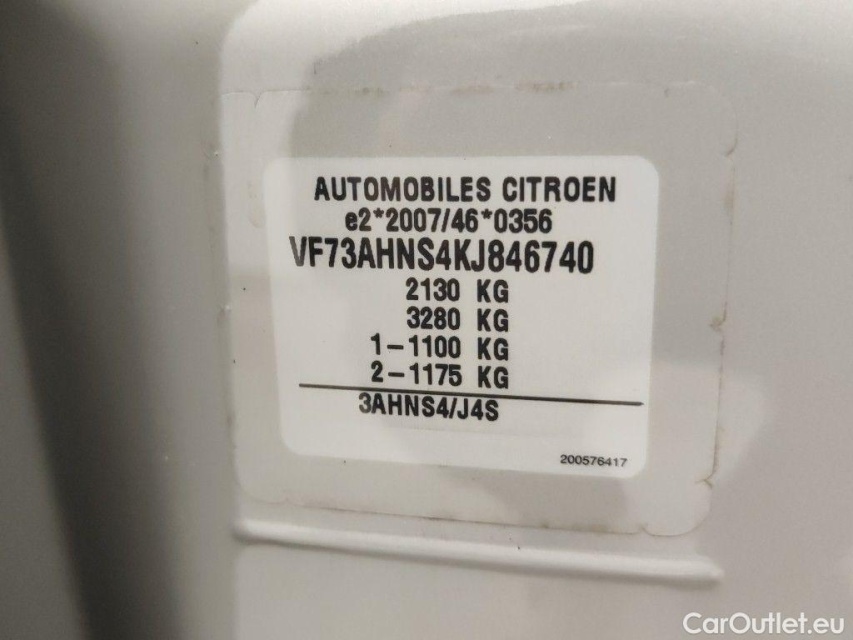 AUTOMOBILES CITROEN
e2*2007/46*0356
VF73AHNS4KJ846740
2130 KG
3280 KG
1-1100 KG
2-1175 KG
3AHNS4/J4S
200576417
CarOutlet.eu